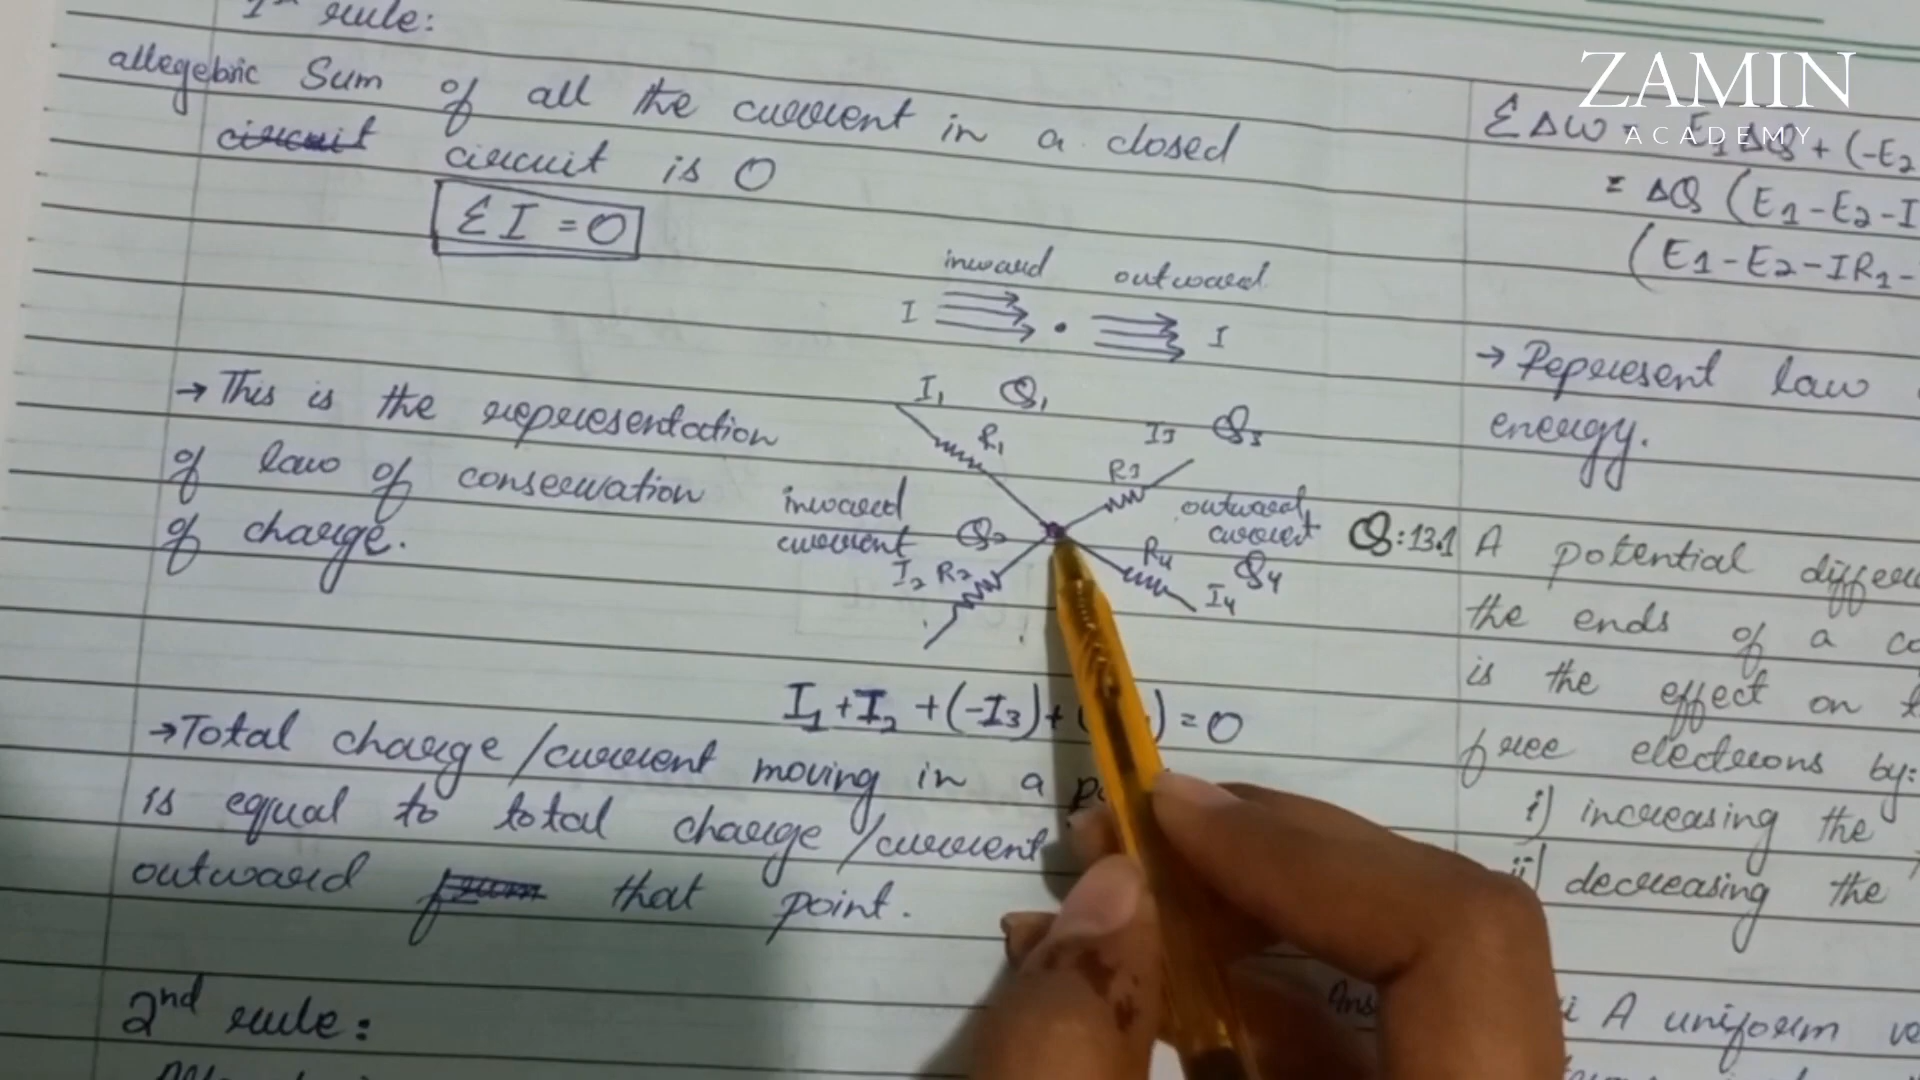 1st rule:
allegebric Sum of all the current in a closed
circuit circuit is 0
ΣI = 0
inward outward
I I
→ This is the representation
of law of conservation
of charge.
I1 Q1
R1
I3 Q3
R3
inward
current
Q2
I2 R2
outward
current
R4 Q4
I4
I1 + I2 + (-I3) + ( ) = 0
→ Total charge/current moving in a
is equal to total charge/current
outward from that point.
2nd rule:
ZAMIN
ACADEMY
ΣΔW = E1ΔQ + (-E2
= ΔQ (E1 - E2 - I
(E1 - E2 - IR1 -
→ Represent law
energy.
Q:13.1 A potential differe
the ends of a co
is the effect on
free electrons by:
i) increasing the
ii) decreasing the
Ans
i A uniform